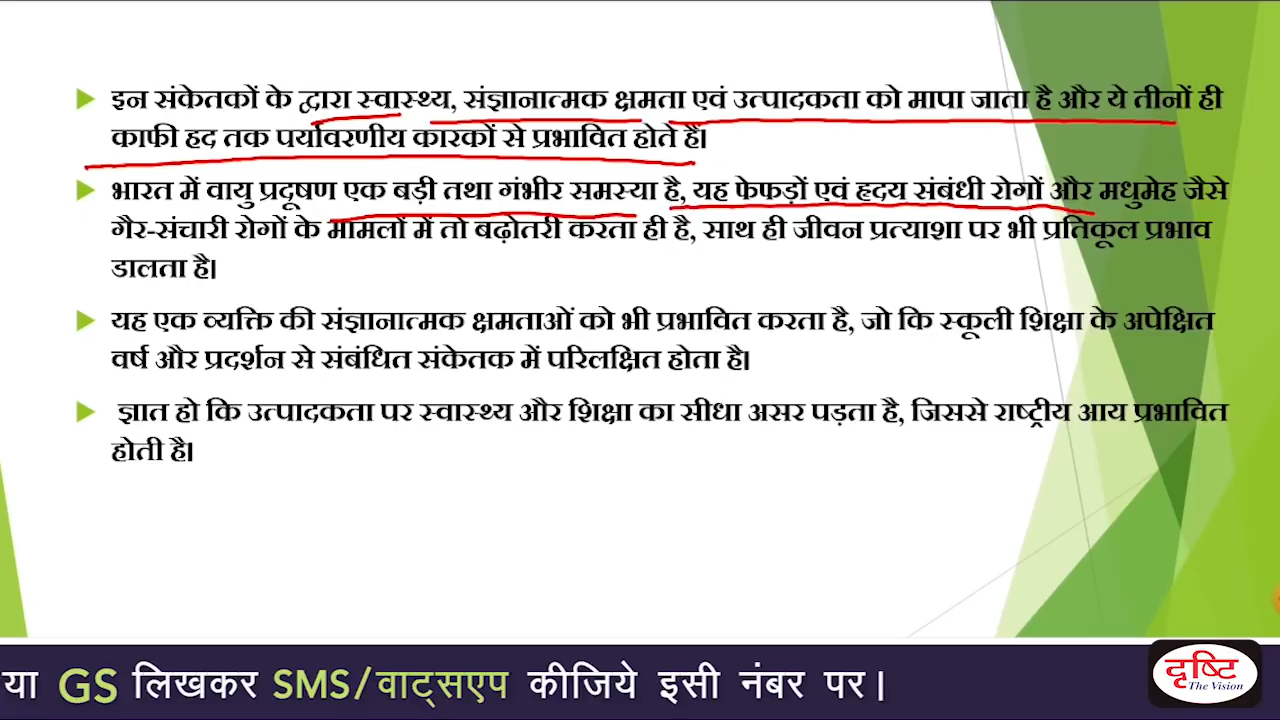 इन संकेतकों के द्वारा स्वास्थ्य, संज्ञानात्मक क्षमता एवं उत्पादकता को मापा जाता है और ये तीनों ही
काफी हद तक पर्यावरणीय कारकों से प्रभावित होते हैं।
भारत में वायु प्रदूषण एक बड़ी तथा गंभीर समस्या है, यह फेफड़ों एवं हृदय संबंधी रोगों और मधुमेह जैसे
गैर-संचारी रोगों के मामलों में तो बढ़ोतरी करता ही है, साथ ही जीवन प्रत्याशा पर भी प्रतिकूल प्रभाव
डालता है।
यह एक व्यक्ति की संज्ञानात्मक क्षमताओं को भी प्रभावित करता है, जो कि स्कूली शिक्षा के अपेक्षित
वर्ष और प्रदर्शन से संबंधित संकेतक में परिलक्षित होता है।
ज्ञात हो कि उत्पादकता पर स्वास्थ्य और शिक्षा का सीधा असर पड़ता है, जिससे राष्ट्रीय आय प्रभावित
होती है।
या GS लिखकर SMS/वाट्सएप कीजिये इसी नंबर पर।
दृष्टि
The Vision